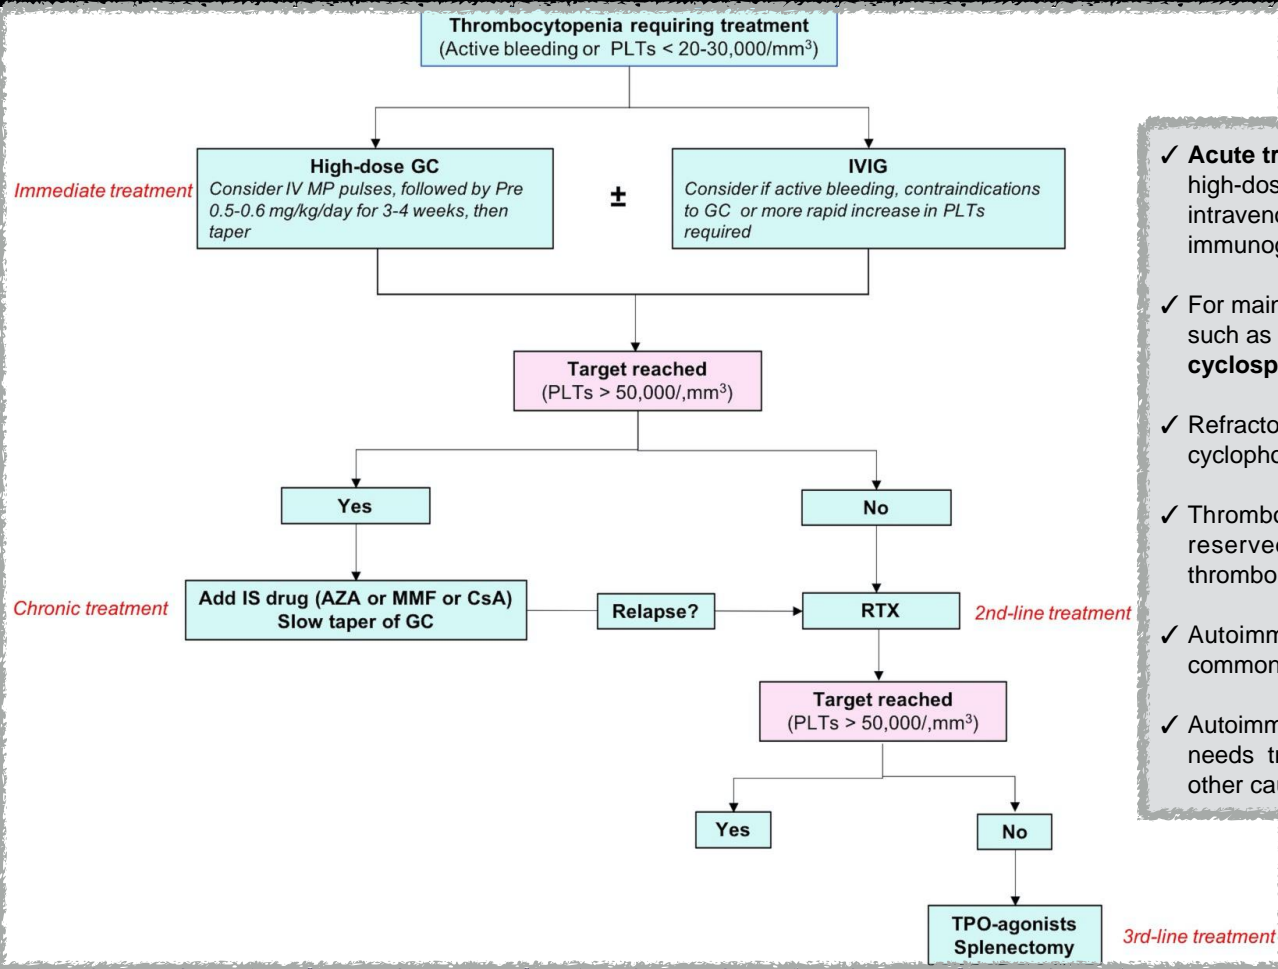 Thrombocytopenia requiring treatment
(Active bleeding or PLTs < 20-30,000/mm³)
Immediate treatment
High-dose GC
Consider IV MP pulses, followed by Pre
0.5-0.6 mg/kg/day for 3-4 weeks, then
taper
±
IVIG
Consider if active bleeding, contraindications
to GC or more rapid increase in PLTs
required
Target reached
(PLTs > 50,000/,mm³)
Yes
No
Chronic treatment
Add IS drug (AZA or MMF or CsA)
Slow taper of GC
Relapse?
RTX
2nd-line treatment
Target reached
(PLTs > 50,000/,mm³)
Yes
No
TPO-agonists
Splenectomy
3rd-line treatment
✓ Acute
high-dos
intraveno
immunog
✓ For
such as
cyclosp
✓ Refracto
cyclopho
✓ Thrombo
reserved
thrombo
✓ Autoimm
common
✓ Autoimm
needs
other